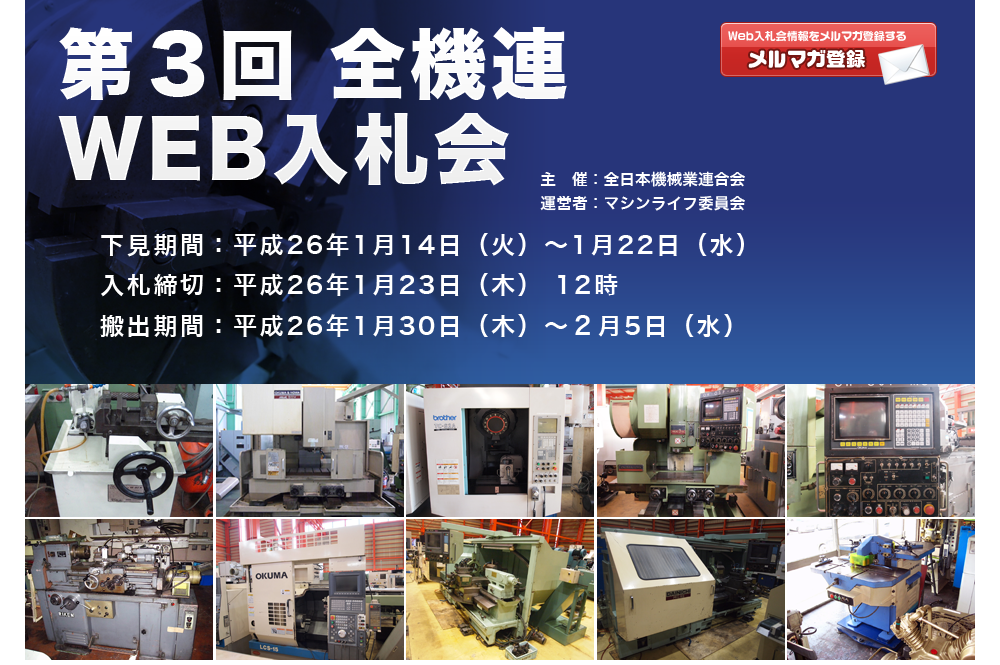 第３回 全機連
WEB入札会
Web入札会情報をメルマガ登録する
メルマガ登録
主　催：全日本機械業連合会
運営者：マシンライフ委員会
下見期間：平成26年1月14日（火）〜1月22日（水）
入札締切：平成26年1月23日（木） 12時
搬出期間：平成26年1月30日（木）〜２月5日（水）
brother
OKUMA
LCS-15